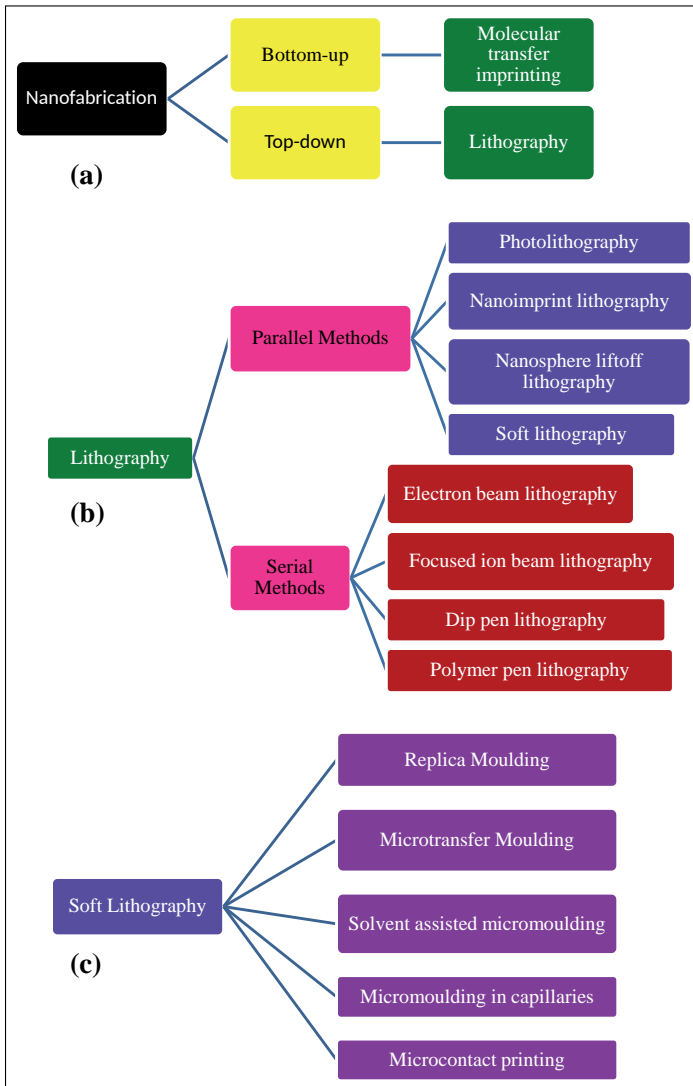 Nanofabrication
Bottom-up
Molecular
transfer
imprinting
Top-down
Lithography
(a)
Lithography
(b)
Parallel Methods
Photolithography
Nanoimprint lithography
Nanosphere liftoff
lithography
Soft lithography
Serial
Methods
Electron beam lithography
Focused ion beam lithography
Dip pen lithography
Polymer pen lithography
Soft Lithography
(c)
Replica Moulding
Microtransfer Moulding
Solvent assisted micromoulding
Micromoulding in capillaries
Microcontact printing